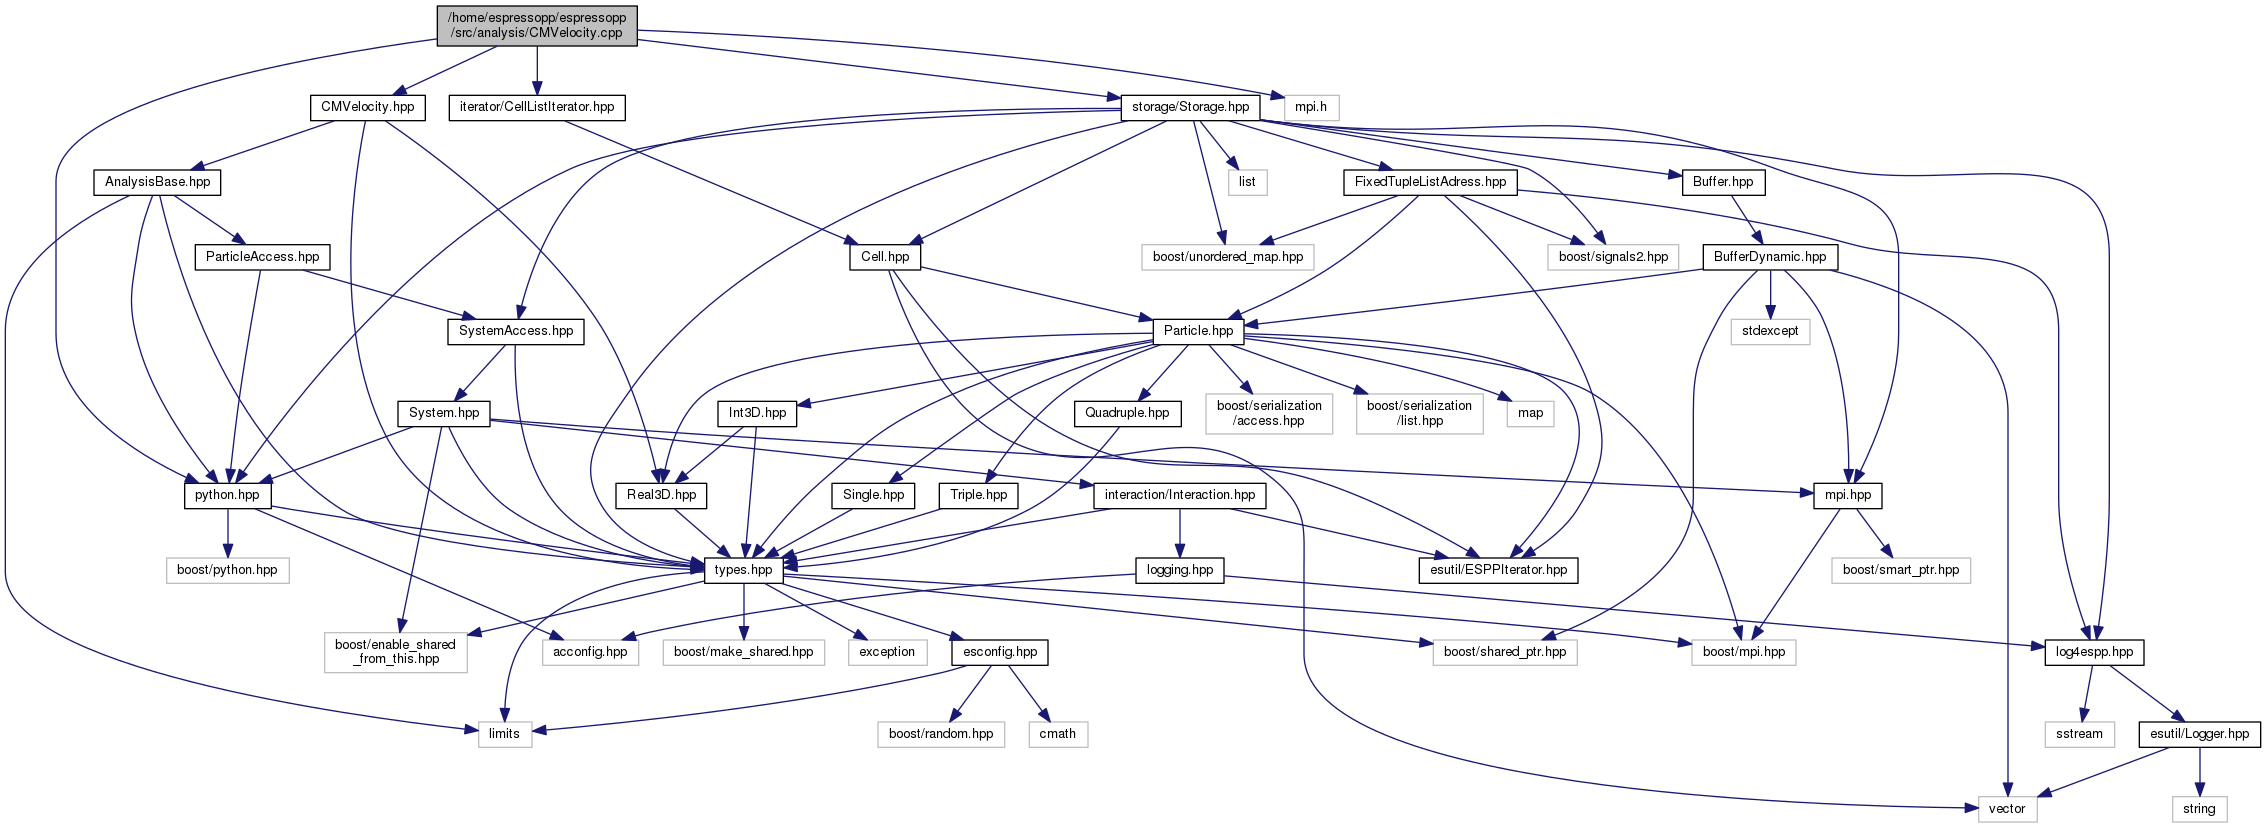 /home/espressopp/espressopp
/src/analysis/CMVelocity.cpp
CMVelocity.hpp
iterator/CellListIterator.hpp
storage/Storage.hpp
mpi.h
AnalysisBase.hpp
list
FixedTupleListAdress.hpp
Buffer.hpp
ParticleAccess.hpp
Cell.hpp
boost/unordered_map.hpp
boost/signals2.hpp
BufferDynamic.hpp
SystemAccess.hpp
Particle.hpp
stdexcept
System.hpp
Int3D.hpp
Quadruple.hpp
boost/serialization
/access.hpp
boost/serialization
/list.hpp
map
python.hpp
Real3D.hpp
Single.hpp
Triple.hpp
interaction/Interaction.hpp
mpi.hpp
boost/python.hpp
types.hpp
logging.hpp
esutil/ESPPIterator.hpp
boost/smart_ptr.hpp
boost/enable_shared
_from_this.hpp
acconfig.hpp
boost/make_shared.hpp
exception
esconfig.hpp
boost/shared_ptr.hpp
boost/mpi.hpp
log4espp.hpp
limits
boost/random.hpp
cmath
sstream
esutil/Logger.hpp
vector
string